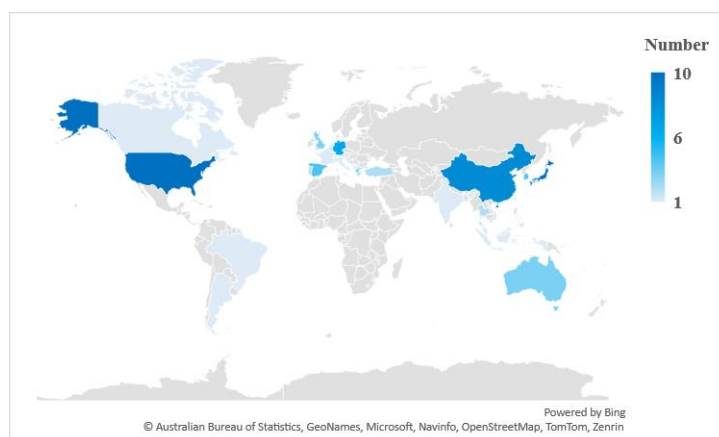 Number
10
6
1
Powered by Bing
© Australian Bureau of Statistics, GeoNames, Microsoft, Navinfo, OpenStreetMap, TomTom, Zenrin